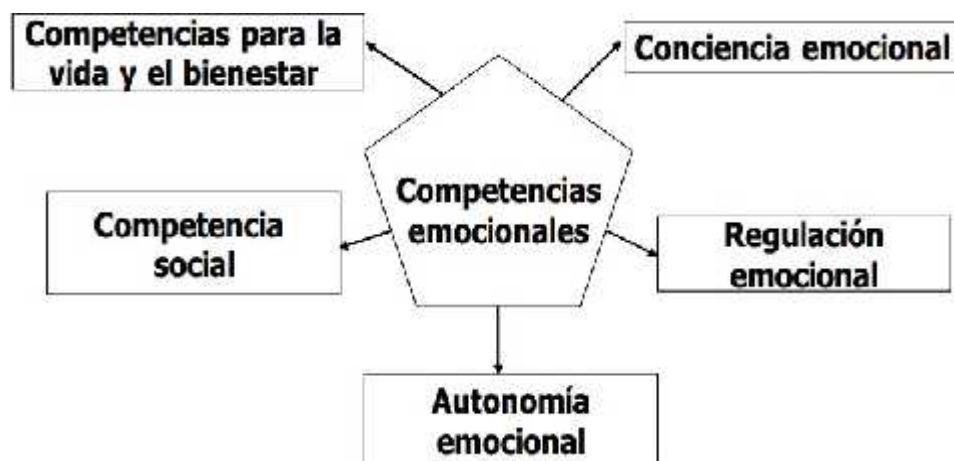 Competencias para la
vida y el bienestar
Conciencia emocional
Competencias
emocionales
Competencia
social
Regulación
emocional
Autonomía
emocional